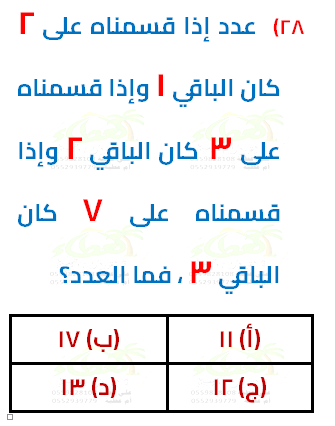 ٢٨) عدد إذا قسمناه على ٢
كان الباقي ١ وإذا قسمناه
على ٣ كان الباقي ٢ وإذا
قسمناه على ٧ كان
الباقي ٣ ، فما العدد؟
(أ) ١١
(ب) ١٧
(ج) ١٢
(د) ١٣